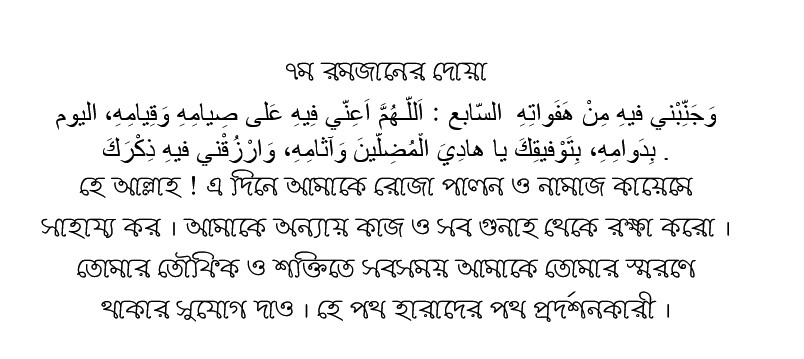 ৭ম রমজানের দোয়া
وَجَنِّبْني فيهِ مِنْ هَفَواتِهِ السّابع : اَللّـهُمَّ اَعِنّي فِيهِ عَلى صِيامِهِ وَقِيامِهِ، اليوم
بِدَوامِهِ، بِتَوْفيقِكَ يا هادِيَ الْمُضِلّينَ وَآثامِهِ، وَارْزُقْني فيهِ ذِكْرَكَ .
হে আল্লাহ ! এ দিনে আমাকে রোজা পালন ও নামাজ কায়েমে
সাহায্য কর । আমাকে অন্যায় কাজ ও সব গুনাহ থেকে রক্ষা করো ।
তোমার তৌফিক ও শক্তিতে সবসময় আমাকে তোমার স্মরণে
থাকার সুযোগ দাও । হে পথ হারাদের পথ প্রদর্শনকারী ।